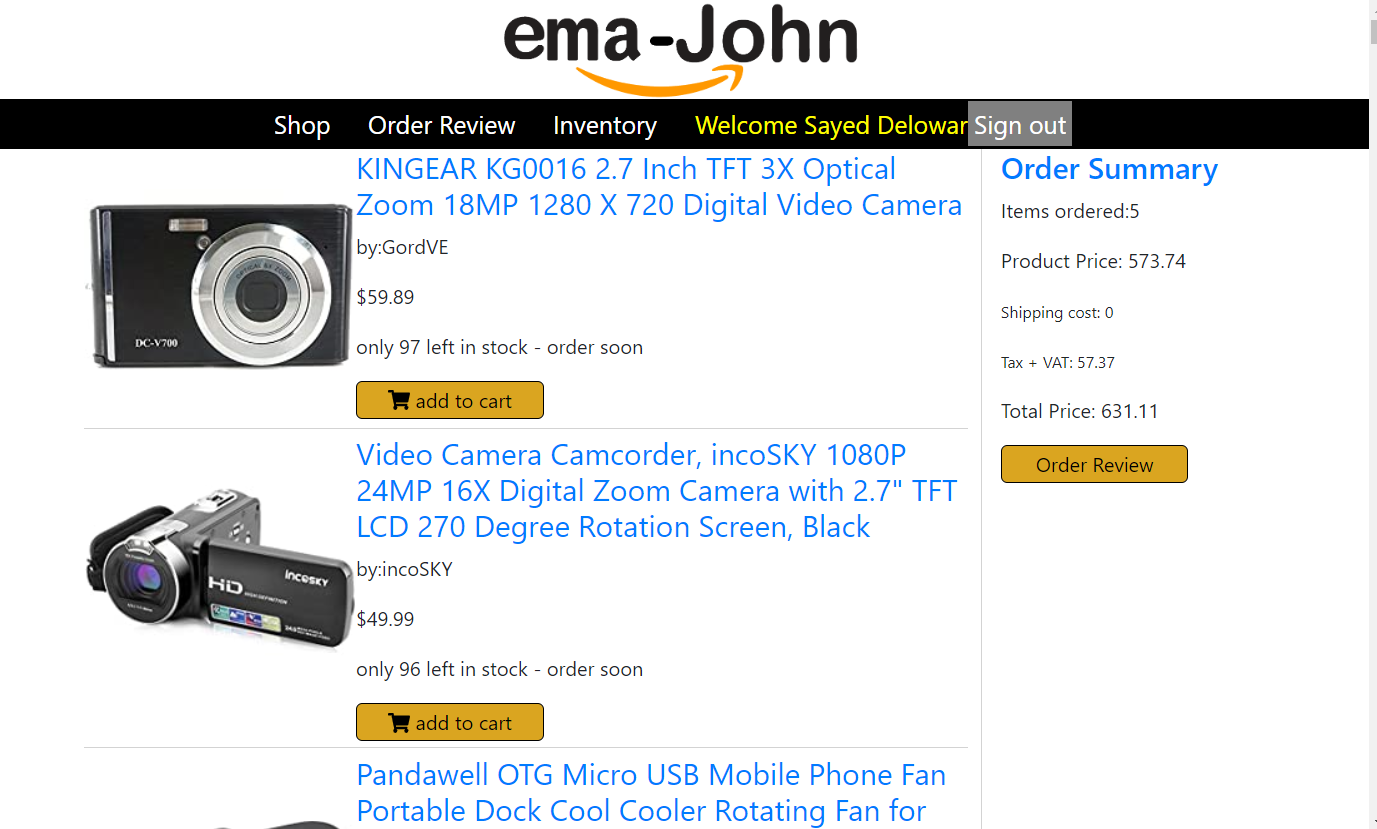 ema-John
Shop Order Review Inventory Welcome Sayed Delowar Sign out
KINGEAR KG0016 2.7 Inch TFT 3X Optical
Zoom 18MP 1280 X 720 Digital Video Camera
by:GordVE
$59.89
only 97 left in stock - order soon
add to cart
OPTICAL 8X ZOOM
DC-V700
Video Camera Camcorder, incoSKY 1080P
24MP 16X Digital Zoom Camera with 2.7" TFT
LCD 270 Degree Rotation Screen, Black
by:incoSKY
$49.99
only 96 left in stock - order soon
add to cart
incosky
HD HIGH DEFINITION
Pandawell OTG Micro USB Mobile Phone Fan
Portable Dock Cool Cooler Rotating Fan for
Order Summary
Items ordered:5
Product Price: 573.74
Shipping cost: 0
Tax + VAT: 57.37
Total Price: 631.11
Order Review